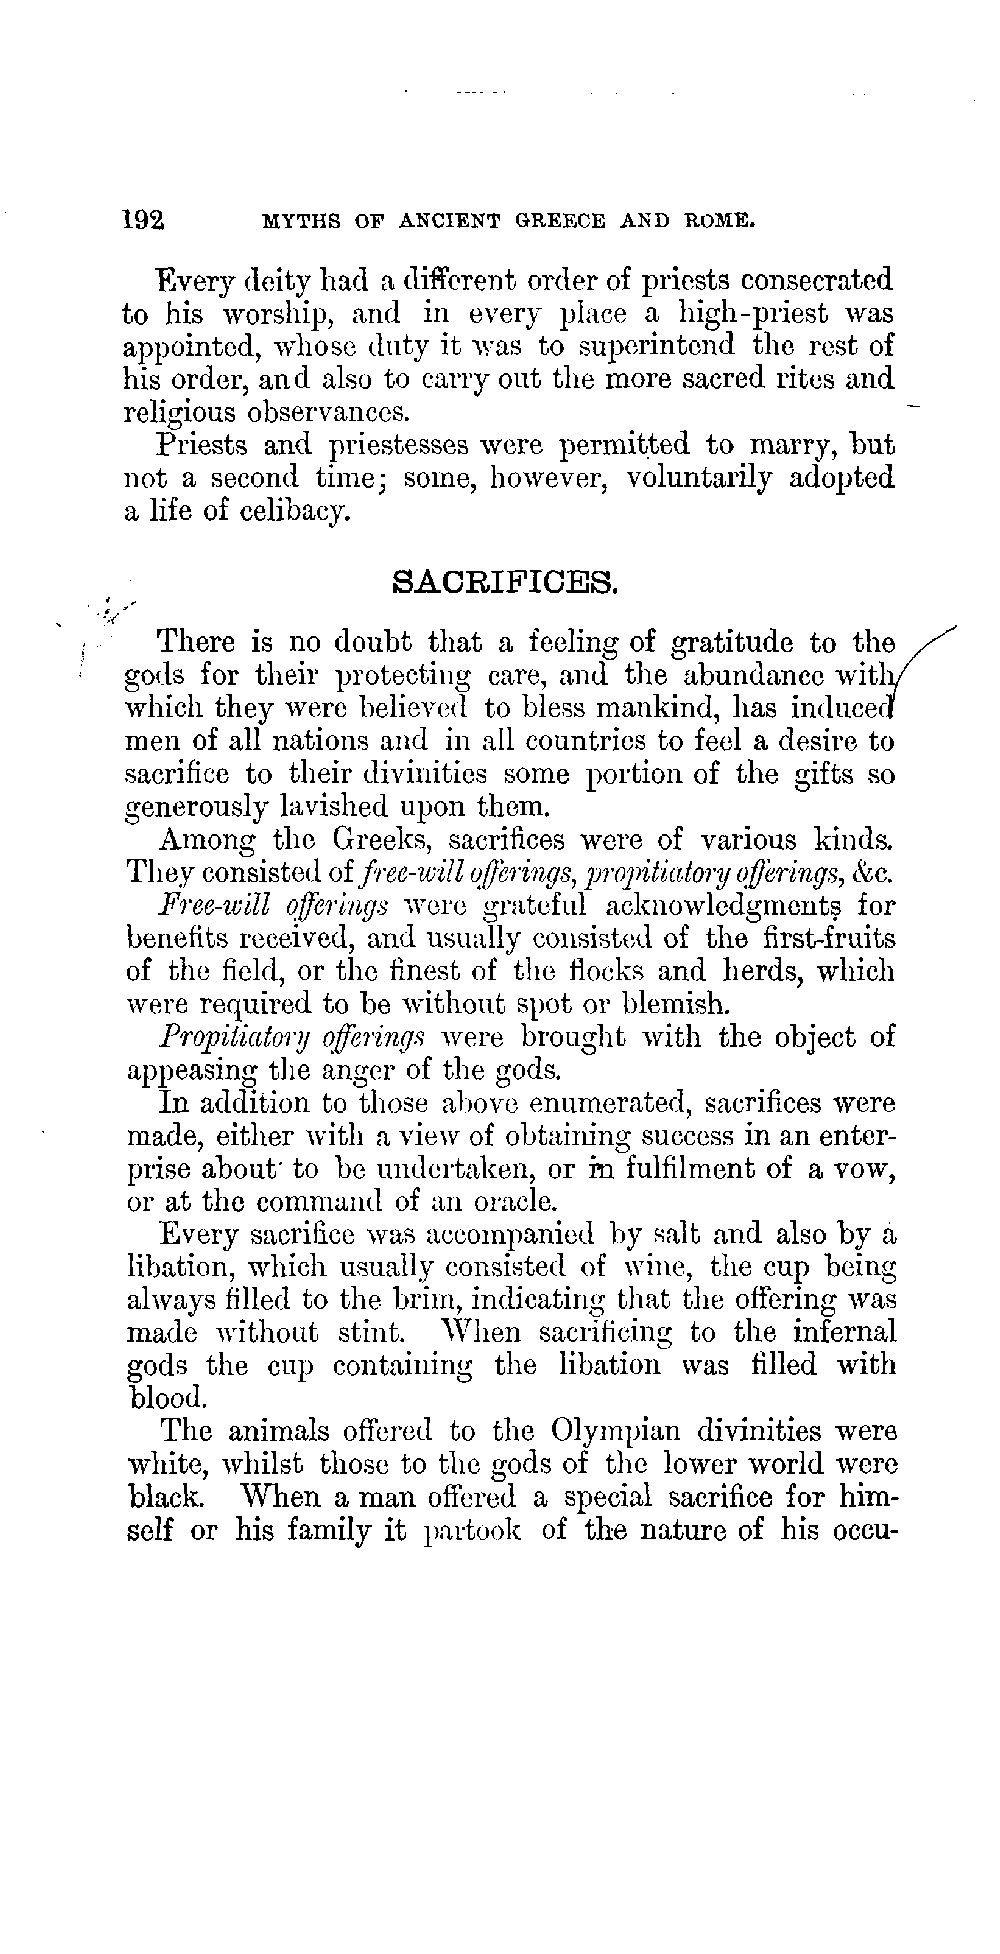 192 MYTHS OF ANCIENT GREECE AND ROME.
Every deity had a different order of priests consecrated
to his worship, and in every place a high-priest was
appointed, whose duty it was to superintend the rest of
his order, and also to carry out the more sacred rites and
religious observances.
Priests and priestesses were permitted to marry, but
not a second time; some, however, voluntarily adopted
a life of celibacy.
SACRIFICES.
There is no doubt that a feeling of gratitude to the
gods for their protecting care, and the abundance with
which they were believed to bless mankind, has induced
men of all nations and in all countries to feel a desire to
sacrifice to their divinities some portion of the gifts so
generously lavished upon them.
Among the Greeks, sacrifices were of various kinds.
They consisted of free-will offerings, propitiatory offerings, &c.
Free-will offerings were grateful acknowledgments for
benefits received, and usually consisted of the first-fruits
of the field, or the finest of the flocks and herds, which
were required to be without spot or blemish.
Propitiatory offerings were brought with the object of
appeasing the anger of the gods.
In addition to those above enumerated, sacrifices were
made, either with a view of obtaining success in an enter-
prise about to be undertaken, or in fulfilment of a vow,
or at the command of an oracle.
Every sacrifice was accompanied by salt and also by a
libation, which usually consisted of wine, the cup being
always filled to the brim, indicating that the offering was
made without stint. When sacrificing to the infernal
gods the cup containing the libation was filled with
blood.
The animals offered to the Olympian divinities were
white, whilst those to the gods of the lower world were
black. When a man offered a special sacrifice for him-
self or his family it partook of the nature of his occu-